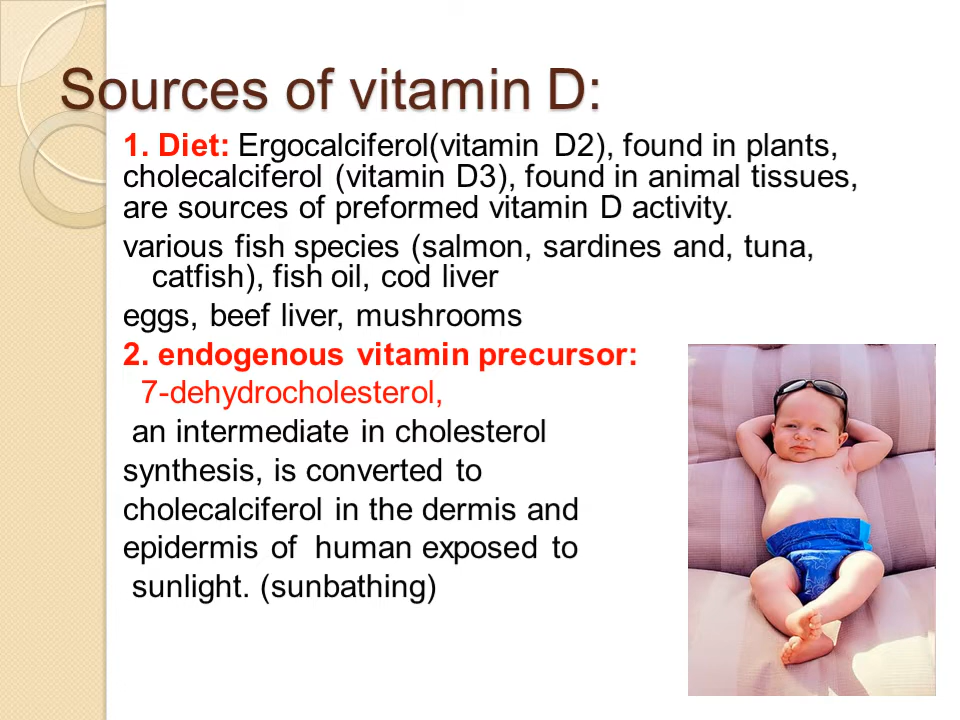 Sources of vitamin D:
1. Diet: Ergocalciferol(vitamin D2), found in plants,
cholecalciferol (vitamin D3), found in animal tissues,
are sources of preformed vitamin D activity.
various fish species (salmon, sardines and, tuna,
catfish), fish oil, cod liver
eggs, beef liver, mushrooms
2. endogenous vitamin precursor:
7-dehydrocholesterol,
an intermediate in cholesterol
synthesis, is converted to
cholecalciferol in the dermis and
epidermis of human exposed to
sunlight. (sunbathing)